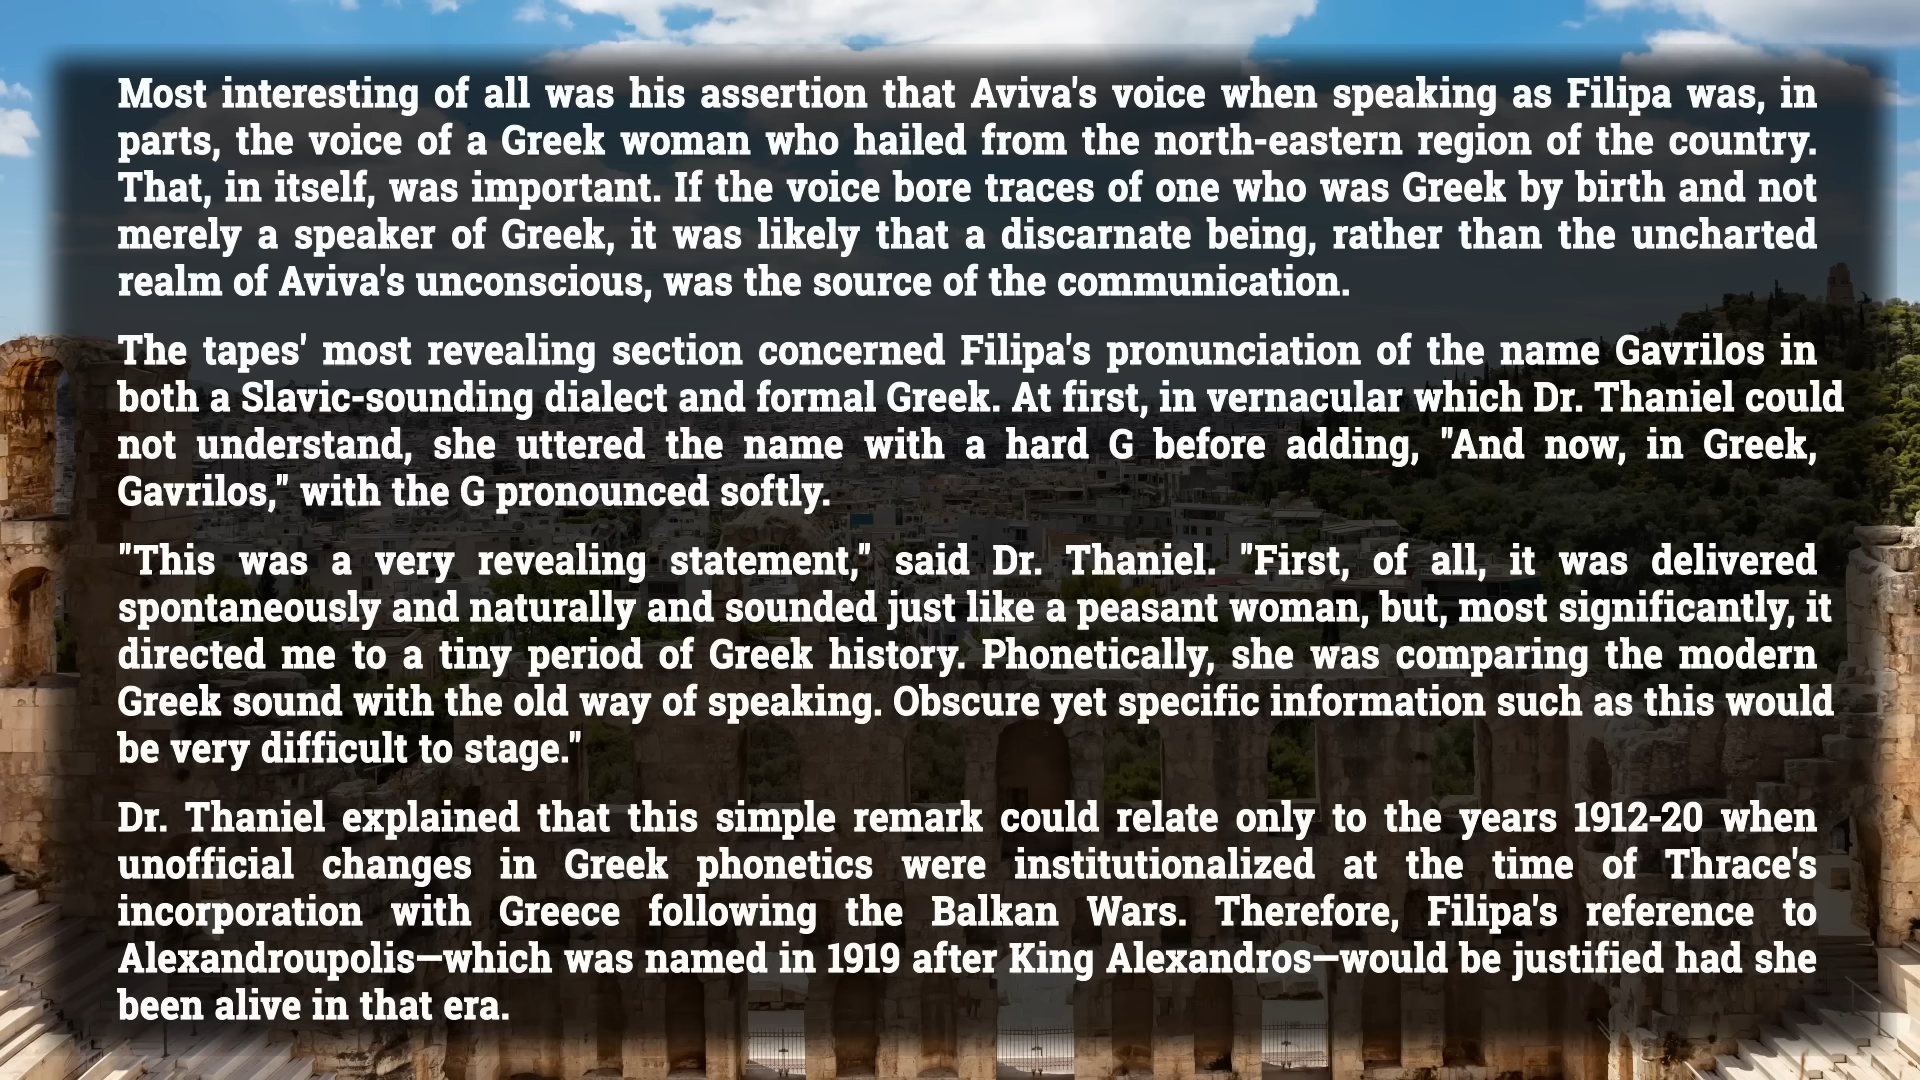 Most interesting of all was his assertion that Aviva's voice when speaking as Filipa was, in
parts, the voice of a Greek woman who hailed from the north-eastern region of the country.
That, in itself, was important. If the voice bore traces of one who was Greek by birth and not
merely a speaker of Greek, it was likely that a discarnate being, rather than the uncharted
realm of Aviva's unconscious, was the source of the communication.
The tapes' most revealing section concerned Filipa's pronunciation of the name Gavrilos in
both a Slavic-sounding dialect and formal Greek. At first, in vernacular which Dr. Thaniel could
not understand, she uttered the name with a hard G before adding, "And now, in Greek,
Gavrilos," with the G pronounced softly.
"This was a very revealing statement," said Dr. Thaniel. "First, of all, it was delivered
spontaneously and naturally and sounded just like a peasant woman, but, most significantly, it
directed me to a tiny period of Greek history. Phonetically, she was comparing the modern
Greek sound with the old way of speaking. Obscure yet specific information such as this would
be very difficult to stage."
Dr. Thaniel explained that this simple remark could relate only to the years 1912-20 when
unofficial changes in Greek phonetics were institutionalized at the time of Thrace's
incorporation with Greece following the Balkan Wars. Therefore, Filipa's reference to
Alexandroupolis—which was named in 1919 after King Alexandros—would be justified had she
been alive in that era.